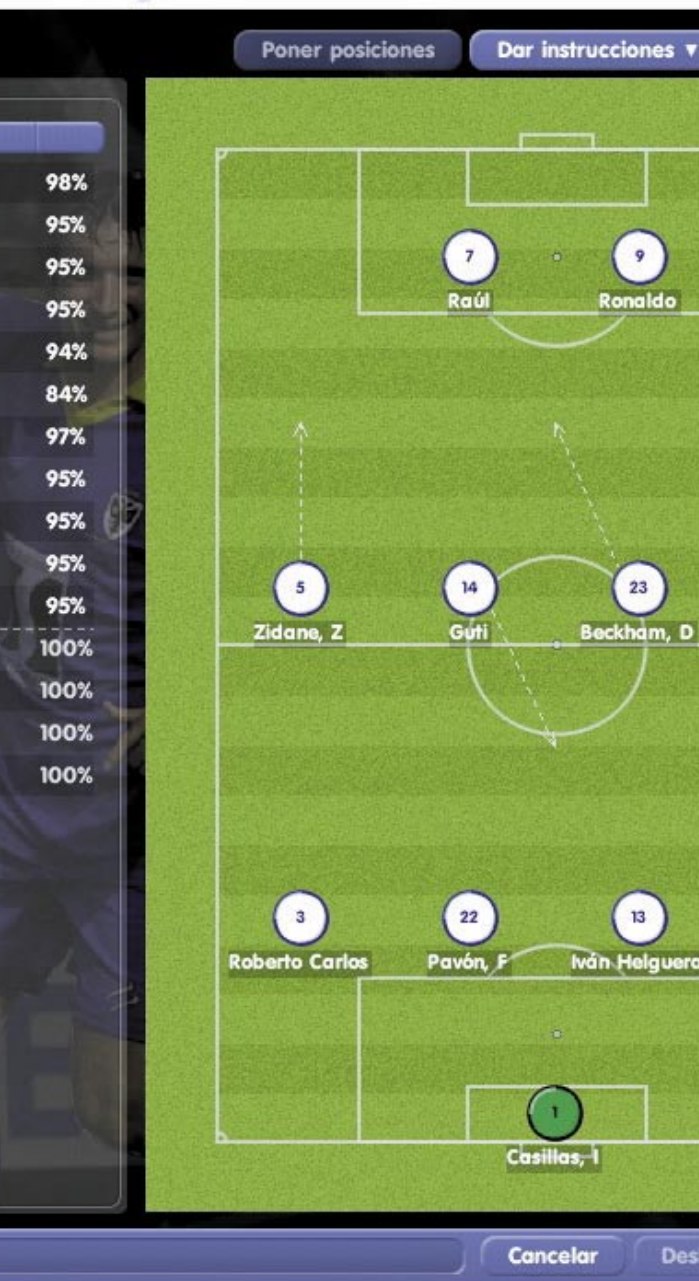 Poner posiciones
Dar instrucciones ▼
98%
95%
95%
95%
94%
84%
97%
95%
95%
95%
95%
100%
100%
100%
100%
7
9
Raúl
Ronaldo
5
14
23
Zidane, Z
Guti
Beckham, D
3
22
13
Roberto Carlos
Pavón, F
Iván Helguera
1
Casillas, I
Cancelar
Des